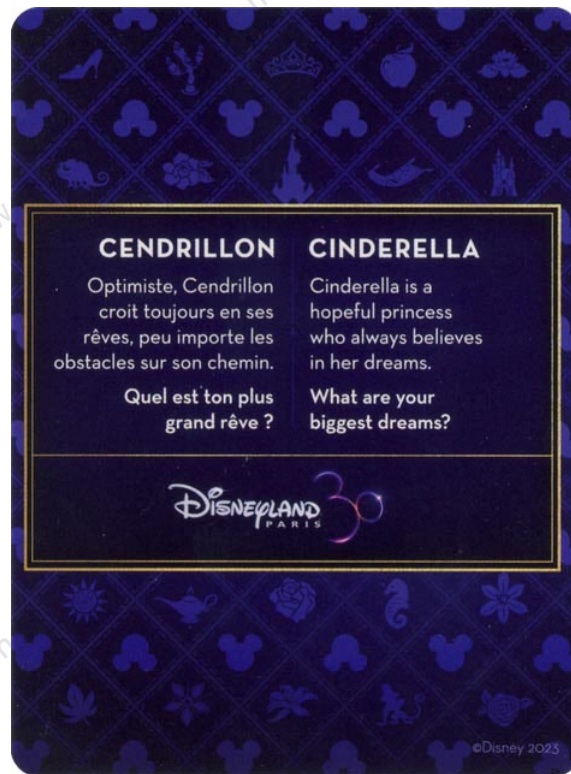 CENDRILLON
Optimiste, Cendrillon
croit toujours en ses
rêves, peu importe les
obstacles sur son chemin.
Quel est ton plus
grand rêve ?
CINDERELLA
Cinderella is a
hopeful princess
who always believes
in her dreams.
What are your
biggest dreams?
DISNEYLAND 30
PARIS
©Disney 2023